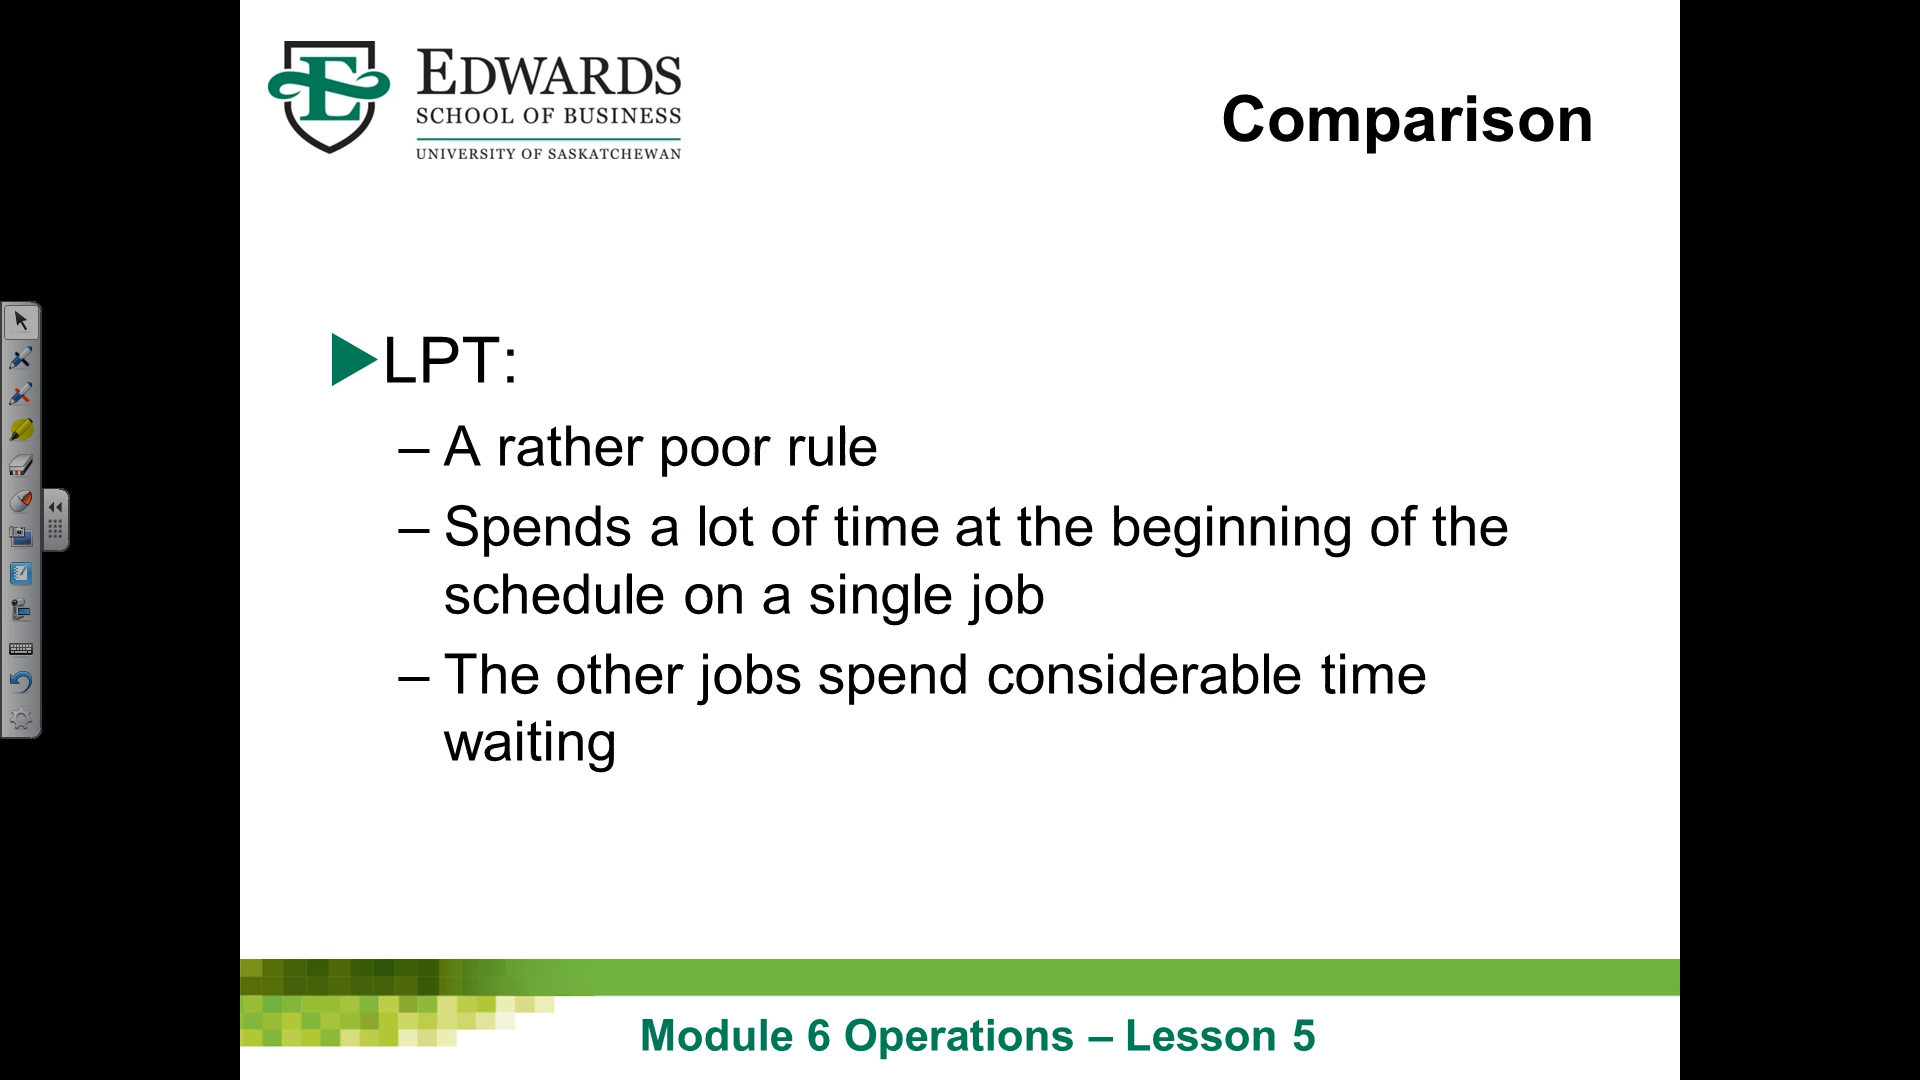 EDWARDS
SCHOOL OF BUSINESS
UNIVERSITY OF SASKATCHEWAN
Comparison
LPT:
– A rather poor rule
– Spends a lot of time at the beginning of the
schedule on a single job
– The other jobs spend considerable time
waiting
Module 6 Operations – Lesson 5